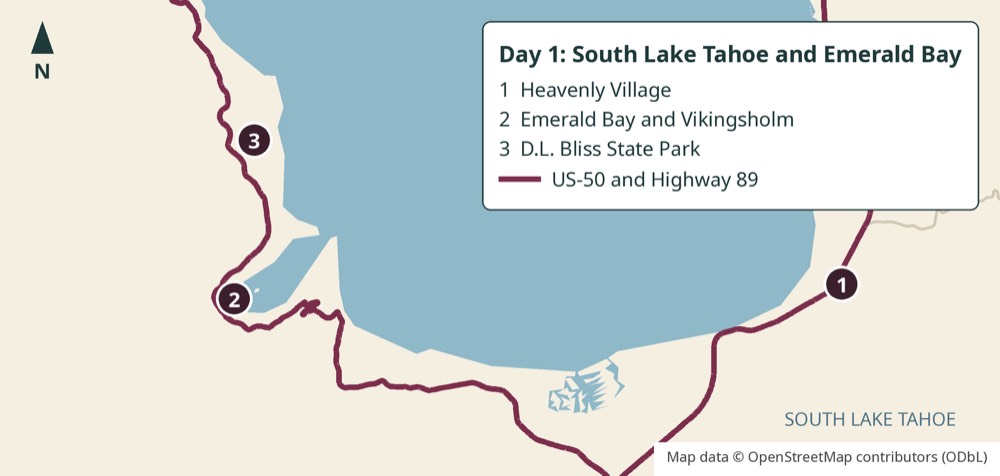 N
3
Day 1: South Lake Tahoe and Emerald Bay
1 Heavenly Village
2 Emerald Bay and Vikingsholm
3 D.L. Bliss State Park
US-50 and Highway 89
2
1
SOUTH LAKE TAHOE
Map data © OpenStreetMap contributors (ODbL)